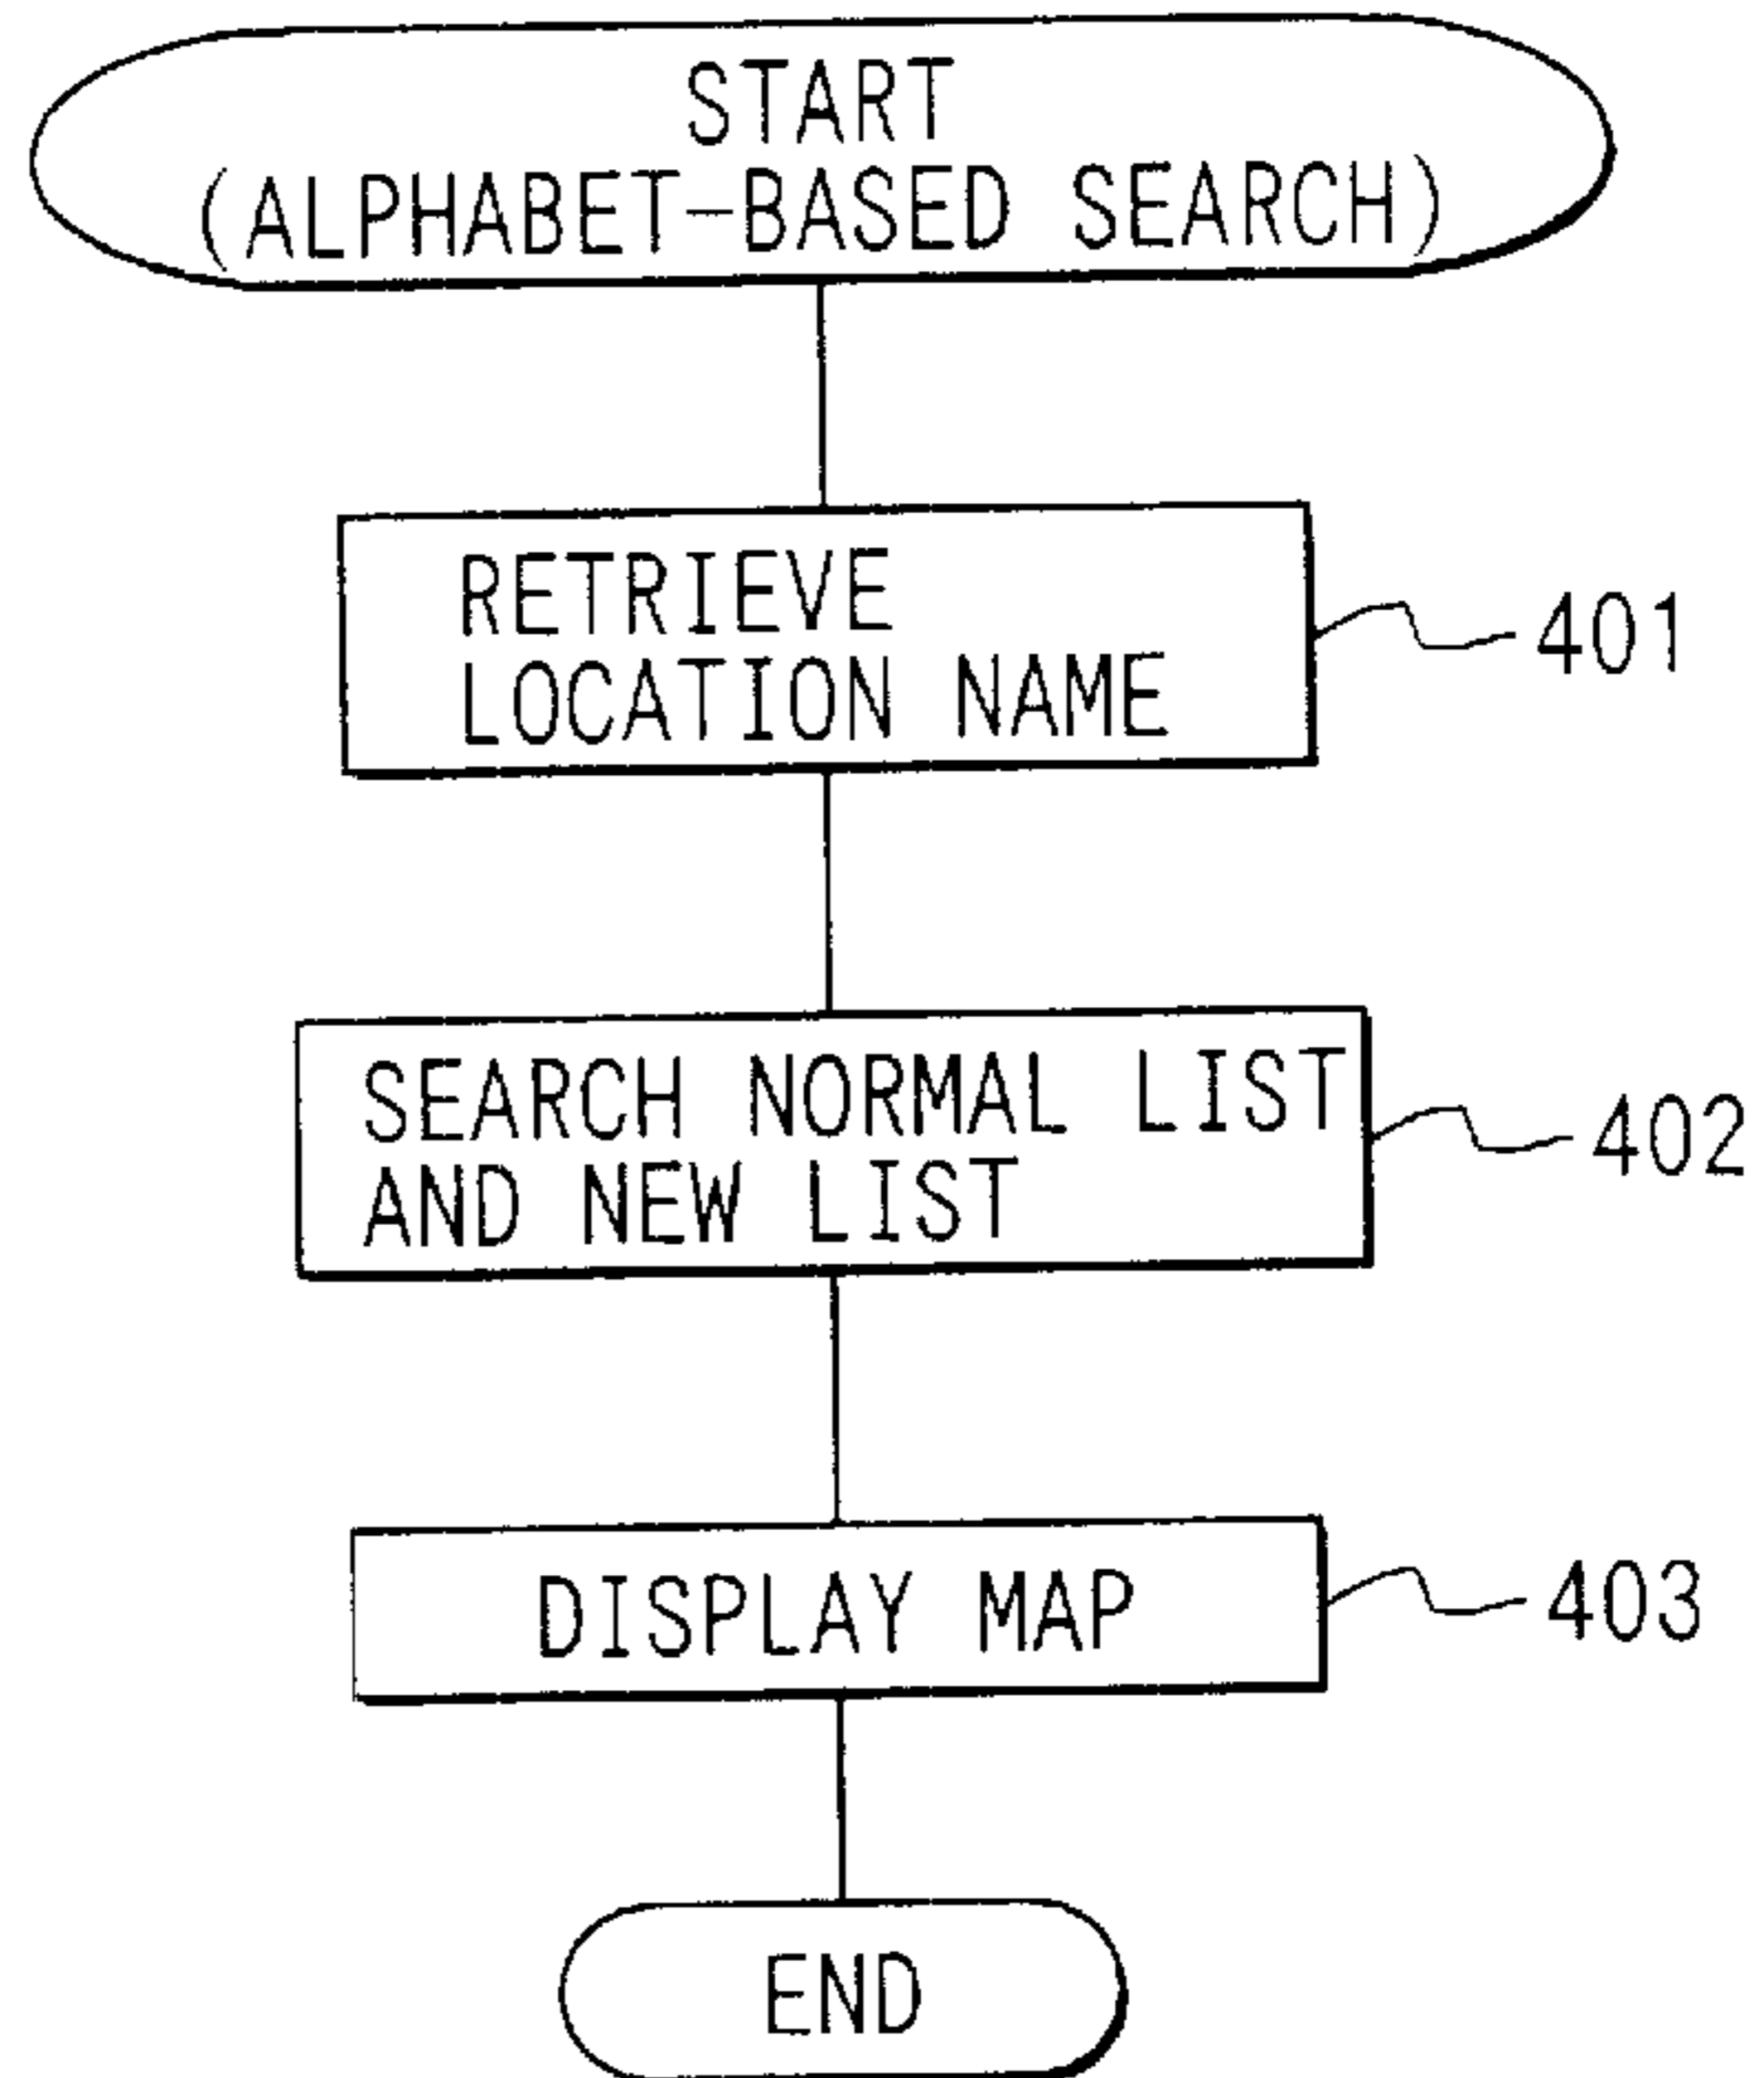 START
(ALPHABET-BASED SEARCH)
RETRIEVE
LOCATION NAME
401
SEARCH NORMAL LIST
AND NEW LIST
402
DISPLAY MAP
403
END